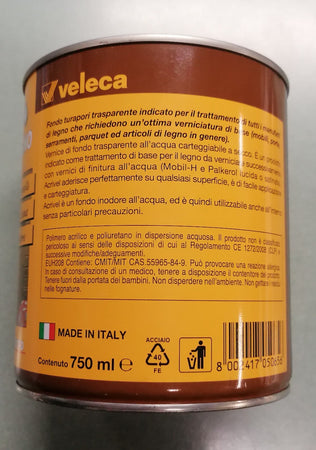 veleca
Fondo turapori trasparente indicato per il trattamento di tutti i manufatti
di legno che richiedono un'ottima verniciatura di base (mobili, porte,
serramenti, parquet ed articoli di legno in genere).
Vernice di fondo trasparente all'acqua carteggiabile a secco. È un prodotto
indicato come trattamento di base per il legno da verniciare successivamente
con vernici di finitura all'acqua (Mobil-H e Palkerol lucida e satinata).
Activel aderisce perfettamente su qualsiasi superficie, è di facile applicazione
e carteggiatura.
Activel è un fondo inodore all'acqua, ed è quindi utilizzabile anche all'interno
senza particolari precauzioni.
Polimero acrilico e poliuretano in dispersione acquosa. Il prodotto non è classificato
pericoloso ai sensi delle disposizioni di cui al Regolamento CE 1272/2008 (CLP) e
successive modifiche/adeguamenti.
EUH208 Contiene: CMIT/MIT CAS.55965-84-9. Può provocare una reazione allergica.
In caso di consultazione di un medico, tenere a disposizione il contenitore del prodotto.
Tenere fuori dalla portata dei bambini. Non disperdere nell'ambiente. Non gettare i residui
nelle fognature.
MADE IN ITALY
Contenuto 750 ml e
ACCIAIO
40
FE
8 002417 050656